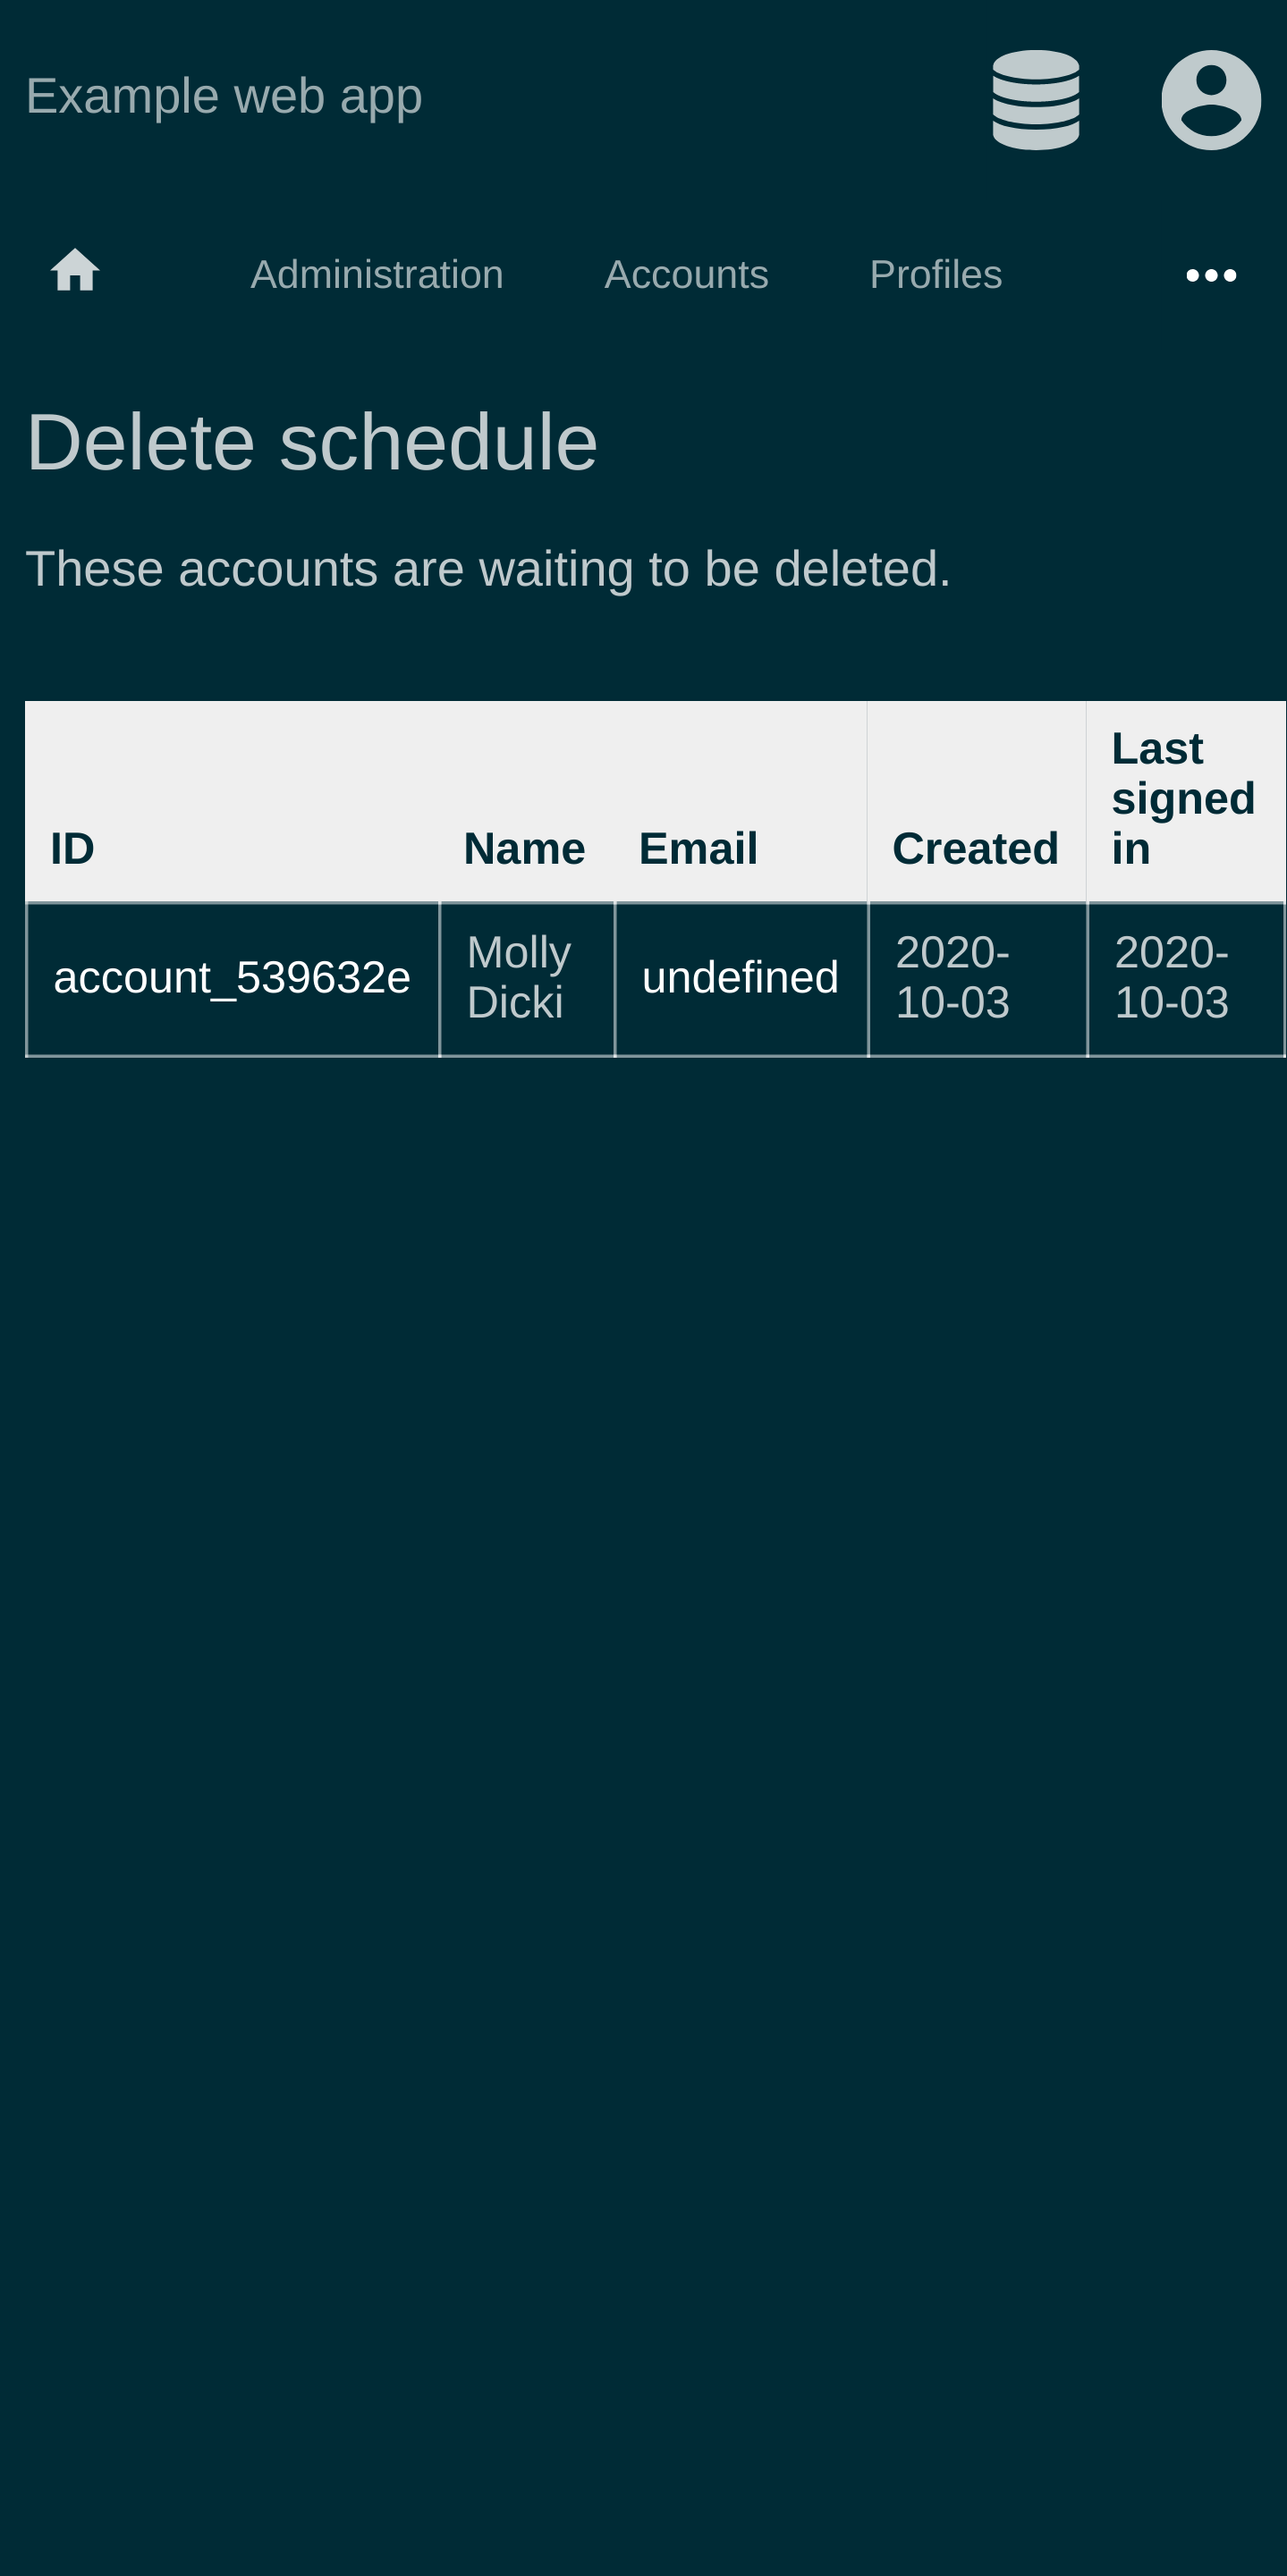 Example web app
Administration Accounts Profiles
Delete schedule
These accounts are waiting to be deleted.
ID Name Email Created Last signed in
account_539632e Molly Dicki undefined 2020-10-03 2020-10-03